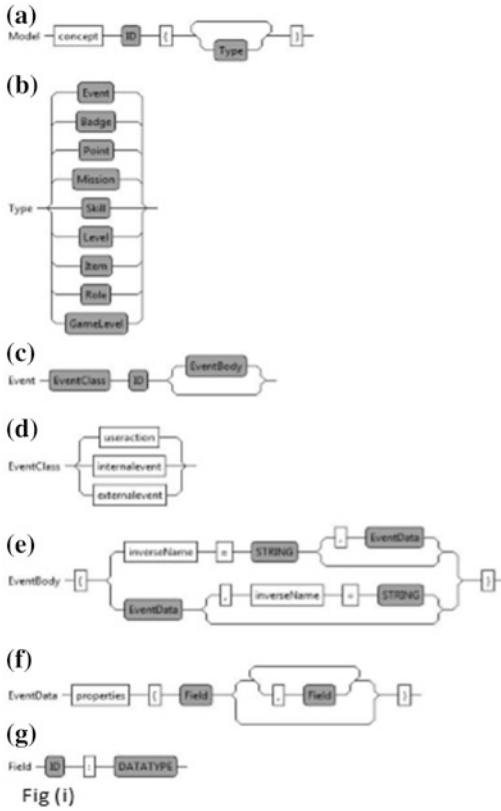 (a)
Model concept ID { Type }
(b)
Event
Badge
Point
Mission
Type Skill
Level
Item
Role
GameLevel
(c)
EventBody
Event EventClass ID
(d)
useraction
EventClass internalevent
externalevent
(e)
inverseName = STRING , EventData
EventBody { }
EventData , inverseName = STRING
(f)
EventData properties { Field , Field }
(g)
Field ID : DATATYPE
Fig (i)